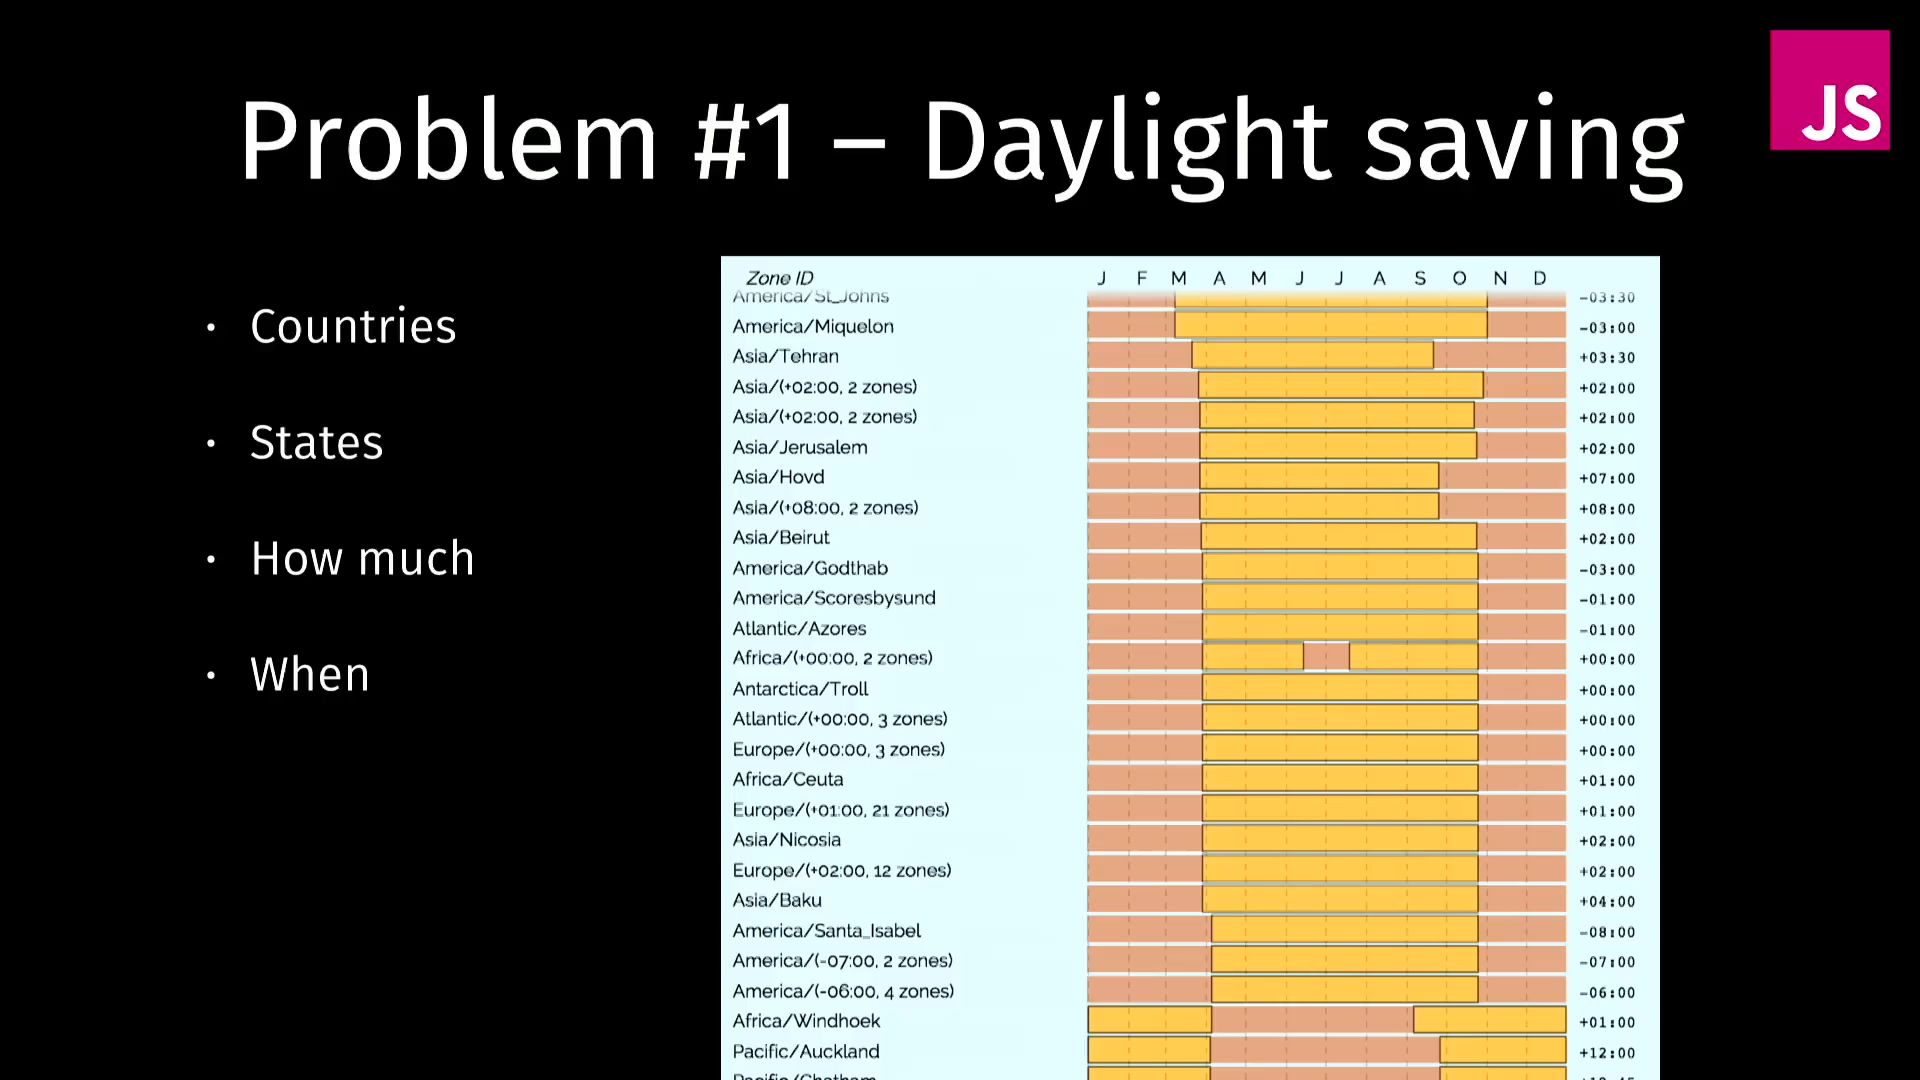 Problem #1 – Daylight saving
JS
• Countries
• States
• How much
• When
Zone ID J F M A M J J A S O N D
America/St_Johns -03:30
America/Miquelon -03:00
Asia/Tehran +03:30
Asia/(+02:00, 2 zones) +02:00
Asia/(+02:00, 2 zones) +02:00
Asia/Jerusalem +02:00
Asia/Hovd +07:00
Asia/(+08:00, 2 zones) +08:00
Asia/Beirut +02:00
America/Godthab -03:00
America/Scoresbysund -01:00
Atlantic/Azores -01:00
Africa/(+00:00, 2 zones) +00:00
Antarctica/Troll +00:00
Atlantic/(+00:00, 3 zones) +00:00
Europe/(+00:00, 3 zones) +00:00
Africa/Ceuta +01:00
Europe/(+01:00, 21 zones) +01:00
Asia/Nicosia +02:00
Europe/(+02:00, 12 zones) +02:00
Asia/Baku +04:00
America/Santa_Isabel -08:00
America/(-07:00, 2 zones) -07:00
America/(-06:00, 4 zones) -06:00
Africa/Windhoek +01:00
Pacific/Auckland +12:00